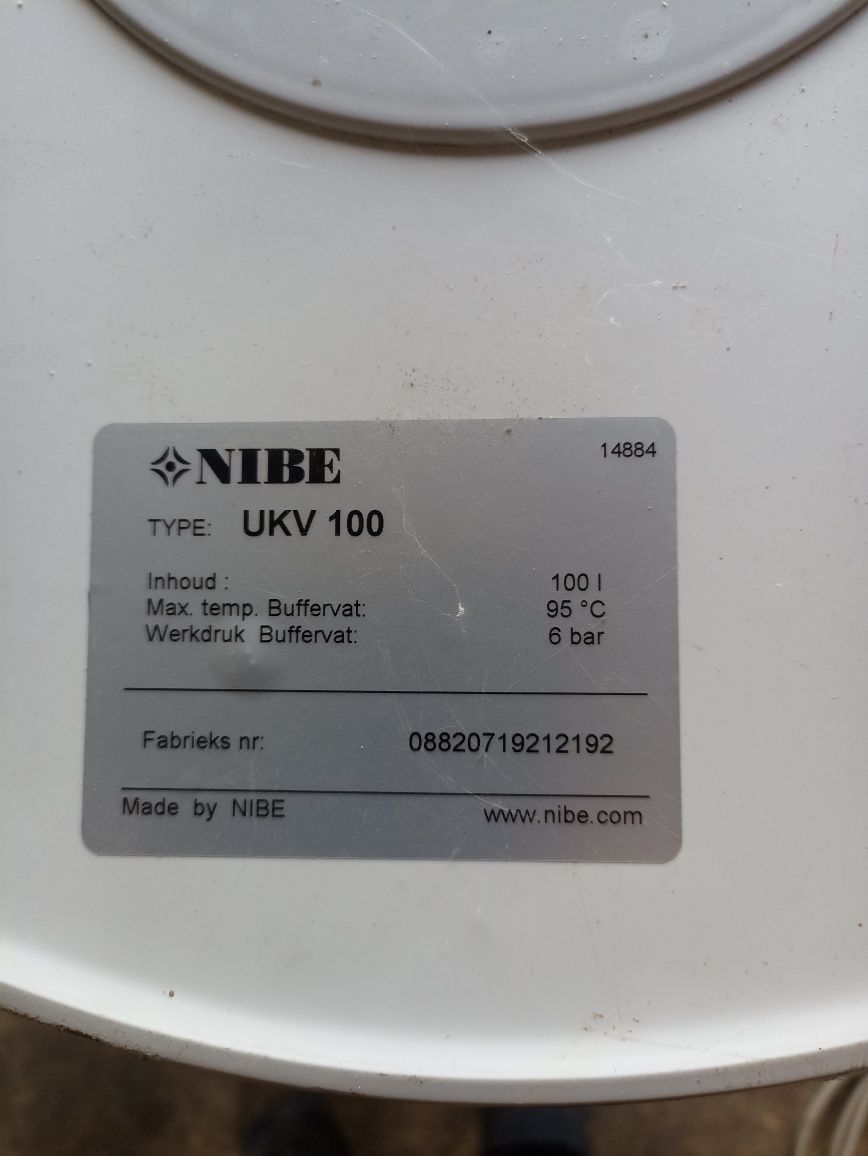 NIBE 14884
TYPE: UKV 100
Inhoud : 100 l
Max. temp. Buffervat: 95 °C
Werkdruk Buffervat: 6 bar
Fabrieks nr: 08820719212192
Made by NIBE www.nibe.com